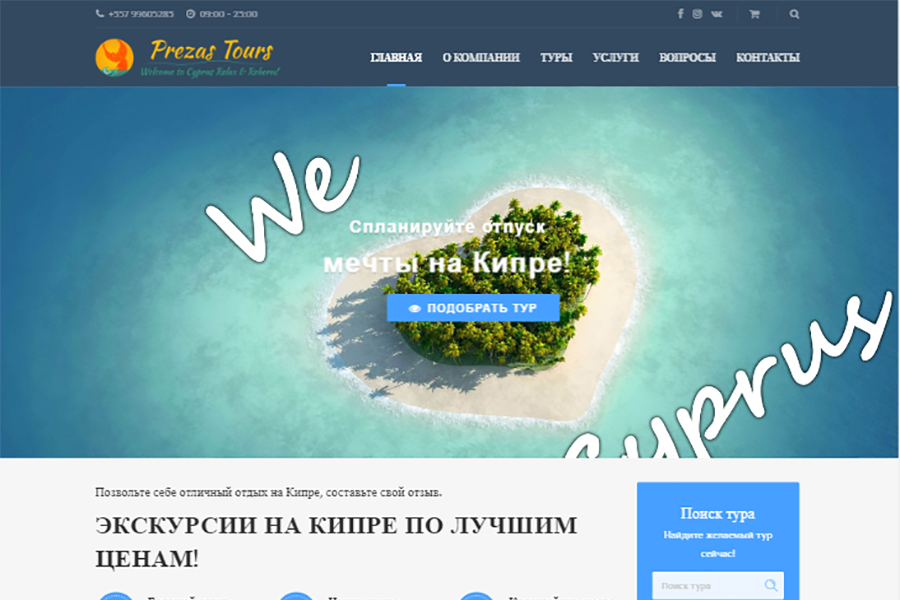 +357 99605285 09:00 - 23:00
Prezas Tours
Welcome to Cyprus Relax &
ГЛАВНАЯ О КОМПАНИИ ТУРЫ УСЛУГИ ВОПРОСЫ КОНТАКТЫ
We
Спланируйте отпуск
мечты на Кипре!
ПОДОБРАТЬ ТУР
Cyprus
Позвольте себе отличный отдых на Кипре, составьте свой отзыв.
ЭКСКУРСИИ НА КИПРЕ ПО ЛУЧШИМ
ЦЕНАМ!
Поиск тура
Найдите желаемый тур
сейчас!
Поиск тура